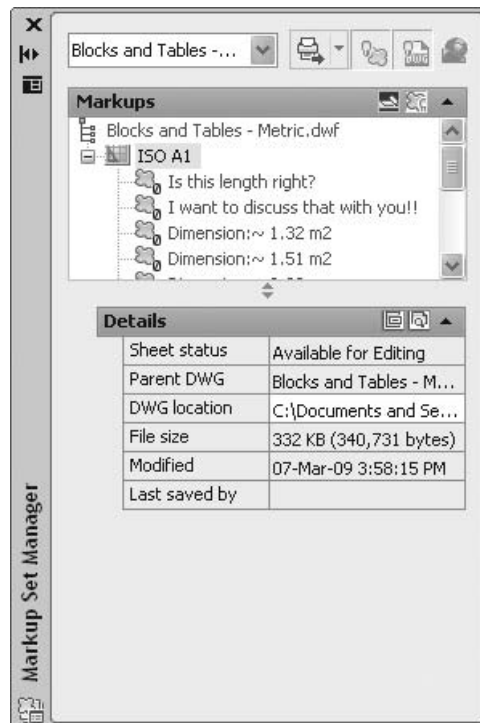 Blocks and Tables -...
Markups
Blocks and Tables - Metric.dwf
ISO A1
Is this length right?
I want to discuss that with you!!
Dimension:~ 1.32 m2
Dimension:~ 1.51 m2
Details
Sheet status Available for Editing
Parent DWG Blocks and Tables - M...
DWG location C:\Documents and Se...
File size 332 KB (340,731 bytes)
Modified 07-Mar-09 3:58:15 PM
Last saved by
Markup Set Manager